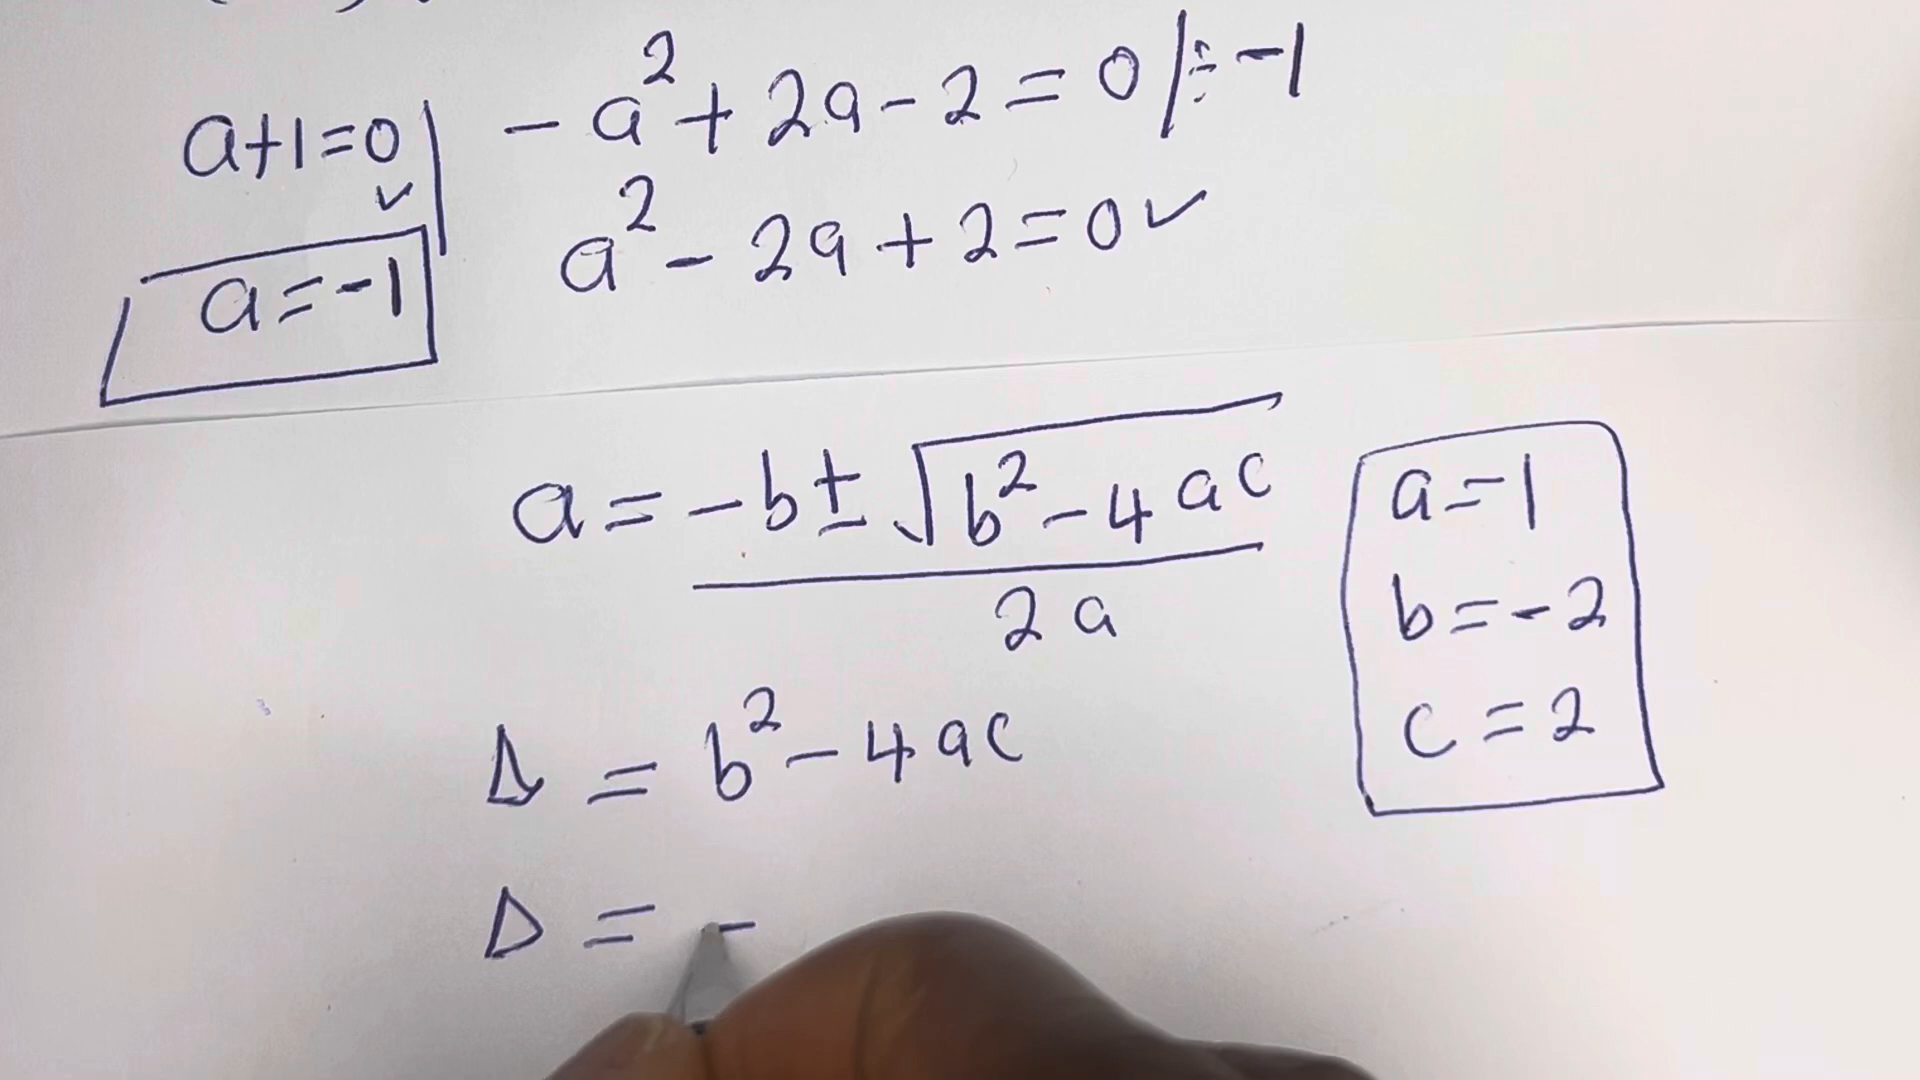 a+1=0 | -a²+2a-2=0 /÷-1
a=-1
a²-2a+2=0✓
a=-b±√b²-4ac
2a
a=1
b=-2
c=2
Δ=b²-4ac
Δ=-